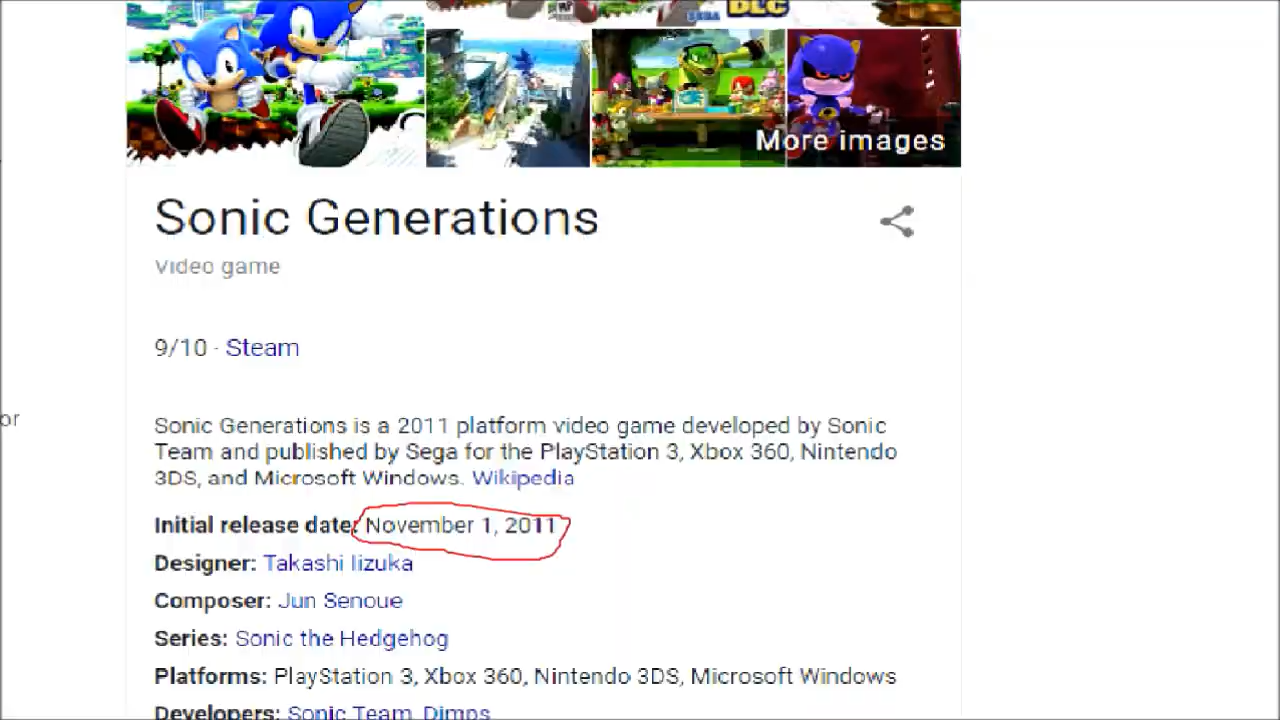 SEGA DLC
More images
Sonic Generations
Video game
9/10 · Steam
or
Sonic Generations is a 2011 platform video game developed by Sonic
Team and published by Sega for the PlayStation 3, Xbox 360, Nintendo
3DS, and Microsoft Windows. Wikipedia
Initial release date: November 1, 2011
Designer: Takashi Iizuka
Composer: Jun Senoue
Series: Sonic the Hedgehog
Platforms: PlayStation 3, Xbox 360, Nintendo 3DS, Microsoft Windows
Developers: Sonic Team, Dimps